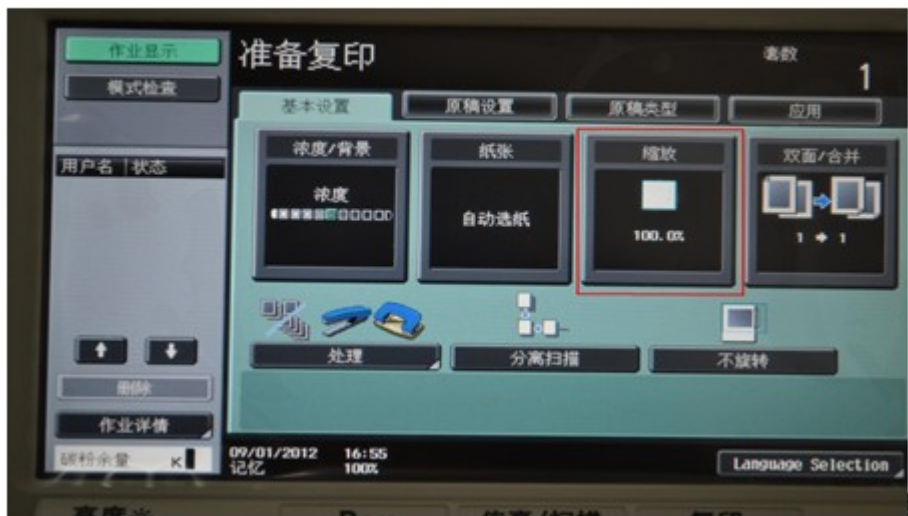 作业显示
模式检查
准备复印
套数
1
基本设置
原稿设置
原稿类型
应用
用户名 状态
浓度/背景
纸张
缩放
双面/合并
浓度
自动选纸
100.0%
1 → 1
处理
分离扫描
不旋转
删除
作业详情
碳粉余量 K
09/01/2012 16:55
记忆 100%
Language Selection